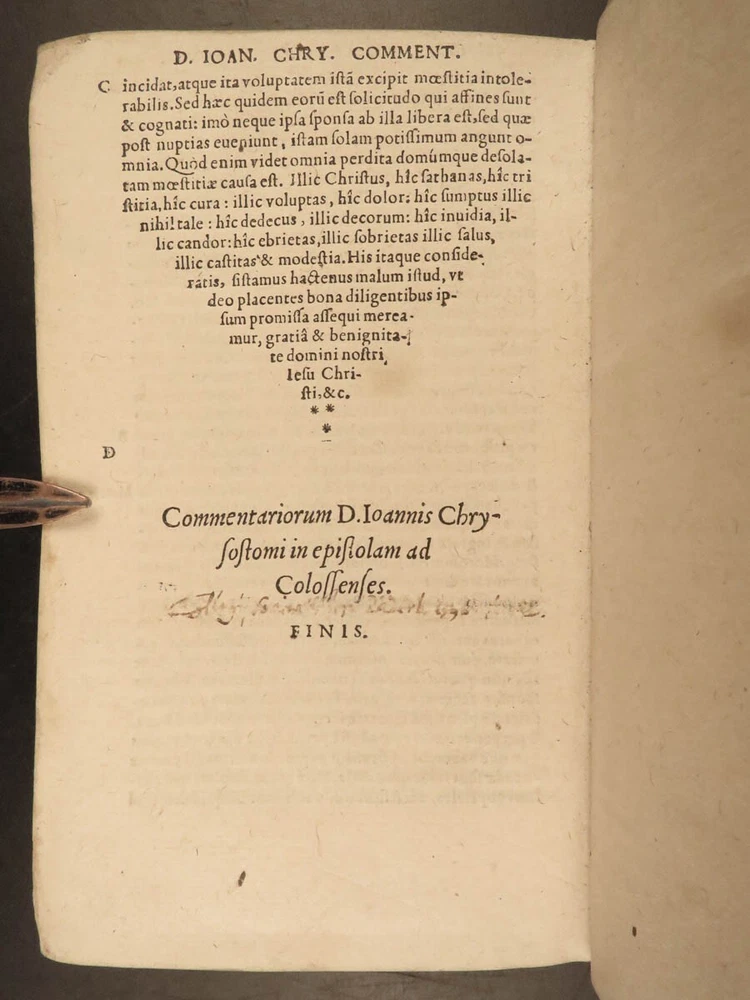 D. IOAN. CHRY. COMMENT.
C incidat,atque ita voluptatem iſtã excipit mœſtitia intole-
rabilis.Sed hæc quidem eorũ eſt ſolicitudo qui affines ſunt
& cognati: imò neque ipſa ſponſa ab illa libera eſt,ſed quæ
poſt nuptias eueniunt, iſtam ſolam potiſſimum angunt o-
mnia.Quòd enim videt omnia perdita domúmque deſola-
tam mœſtitiæ cauſa eſt. Illic Chriſtus, hîc ſathanas,hîc tri
ſtitia,hîc cura : illic voluptas, hîc dolor: hîc ſumptus illic
nihil tale : hîc dedecus , illic decorum: hîc inuidia, il-
lic candor:hîc ebrietas,illic ſobrietas illic ſalus,
illic caſtitas & modeſtia.His itaque conſide-
ratis, ſiſtamus hactenus malum iſtud, vt
deo placentes bona diligentibus ip-
ſum promiſſa aſſequi merea-
mur, gratiâ & benignita-
te domini noſtri
Ieſu Chri-
ſti,&c.
* *
*
D
Commentariorum D.Ioannis Chry-
ſoſtomi in epiſtolam ad
Coloſſenſes.
FINIS.